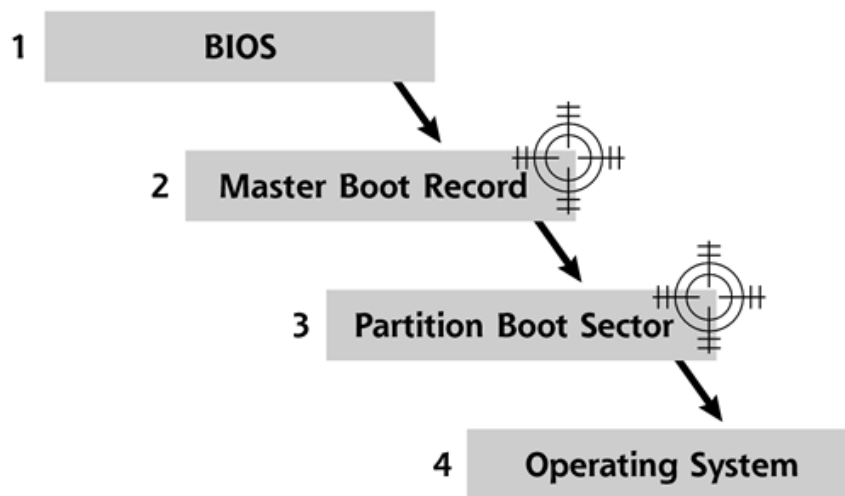 1 BIOS
2 Master Boot Record
3 Partition Boot Sector
4 Operating System